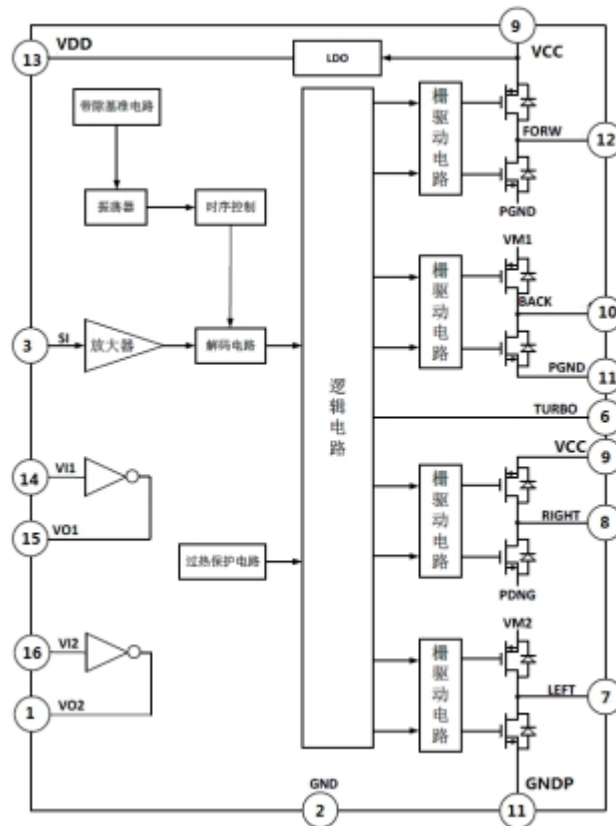 9
VDD
VCC
13
LDO
栅驱动电路
带隙基准电路
FORW
12
振荡器
时序控制
PGND
VM1
栅驱动电路
BACK
10
3
SI
放大器
解码电路
PGND
11
逻辑电路
TURBO
6
VCC
9
14
VI1
栅驱动电路
RIGHT
8
15
VO1
过热保护电路
PDNG
16
VI2
VM2
栅驱动电路
LEFT
7
1
VO2
GND
2
GNDP
11